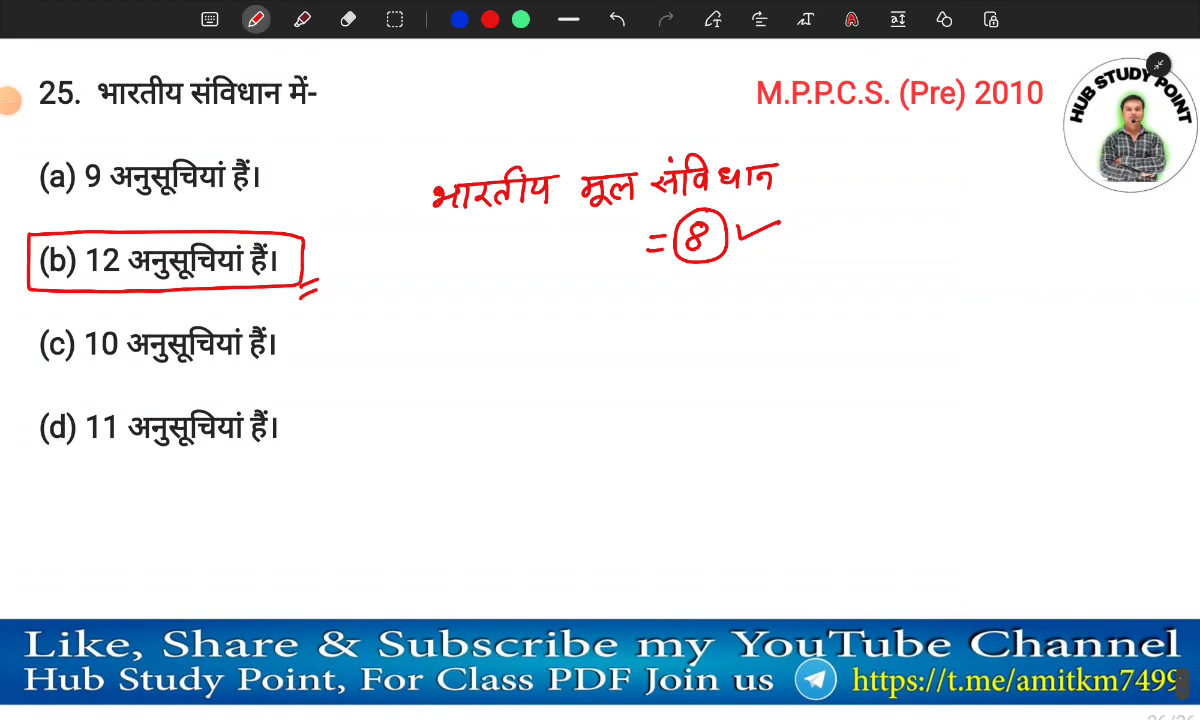 25. भारतीय संविधान में-
M.P.P.C.S. (Pre) 2010
HUB STUDY POINT
(a) 9 अनुसूचियां हैं।
भारतीय मूल संविधान
= 8 ✓
(b) 12 अनुसूचियां हैं।
(c) 10 अनुसूचियां हैं।
(d) 11 अनुसूचियां हैं।
Like, Share & Subscribe my YouTube Channel
Hub Study Point, For Class PDF Join us https://t.me/amitkm7499